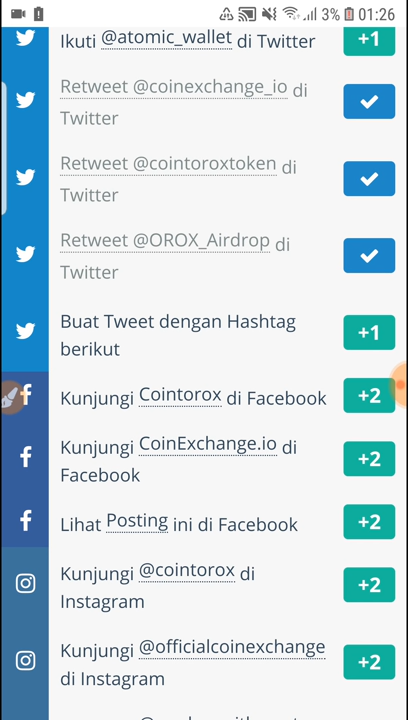 3% 01:26
Ikuti @atomic_wallet di Twitter +1
Retweet @coinexchange_io di
Twitter
Retweet @cointoroxtoken di
Twitter
Retweet @OROX_Airdrop di
Twitter
Buat Tweet dengan Hashtag
berikut +1
Kunjungi Cointorox di Facebook +2
Kunjungi CoinExchange.io di
Facebook +2
Lihat Posting ini di Facebook +2
Kunjungi @cointorox di
Instagram +2
Kunjungi @officialcoinexchange
di Instagram +2